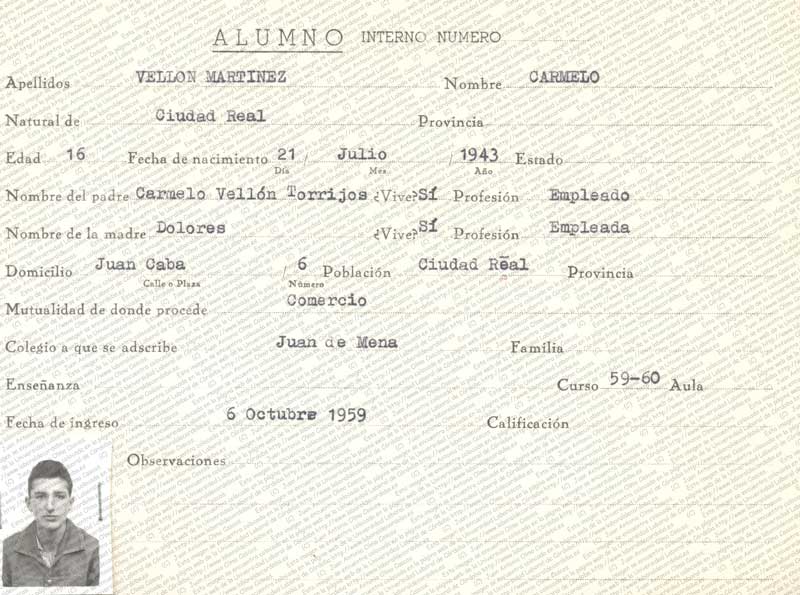 ALUMNO INTERNO NUMERO
Apellidos VELLON MARTINEZ Nombre CARMELO
Natural de Ciudad Real Provincia
Edad 16 Fecha de nacimiento 21 / Julio / 1943 Estado
Día Mes Año
Nombre del padre Carmelo Vellón Torrijos ¿Vive? Sí Profesión Empleado
Nombre de la madre Dolores ¿Vive? Sí Profesión Empleada
Domicilio Juan Caba / 6 Población Ciudad Real Provincia
Calle o Plaza Número
Mutualidad de donde procede Comercio
Colegio a que se adscribe Juan de Mena Familia
Enseñanza Curso 59-60 Aula
Fecha de ingreso 6 Octubre 1959 Calificación
Observaciones